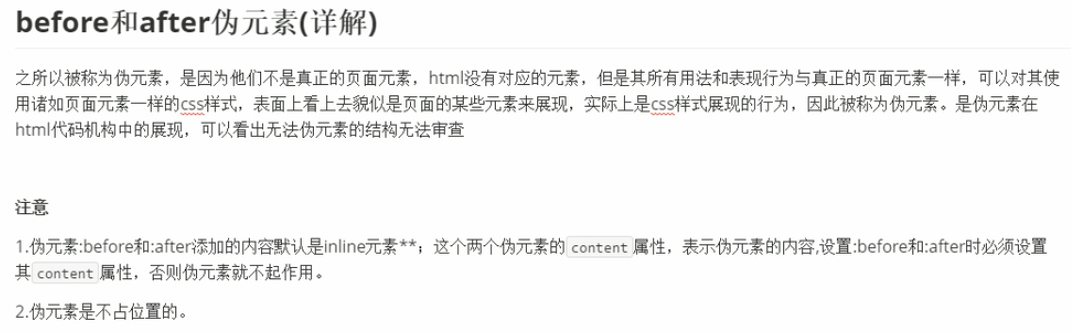 before和after伪元素(详解)
之所以被称为伪元素，是因为他们不是真正的页面元素，html没有对应的元素，但是其所有用法和表现行为与真正的页面元素一样，可以对其使
用诸如页面元素一样的css样式，表面上看上去貌似是页面的某些元素来展现，实际上是css样式展现的行为，因此被称为伪元素。是伪元素在
html代码机构中的展现，可以看出无法伪元素的结构无法审查
注意
1.伪元素:before和:after添加的内容默认是inline元素**；这个两个伪元素的content属性，表示伪元素的内容,设置:before和:after时必须设置
其content属性，否则伪元素就不起作用。
2.伪元素是不占位置的。